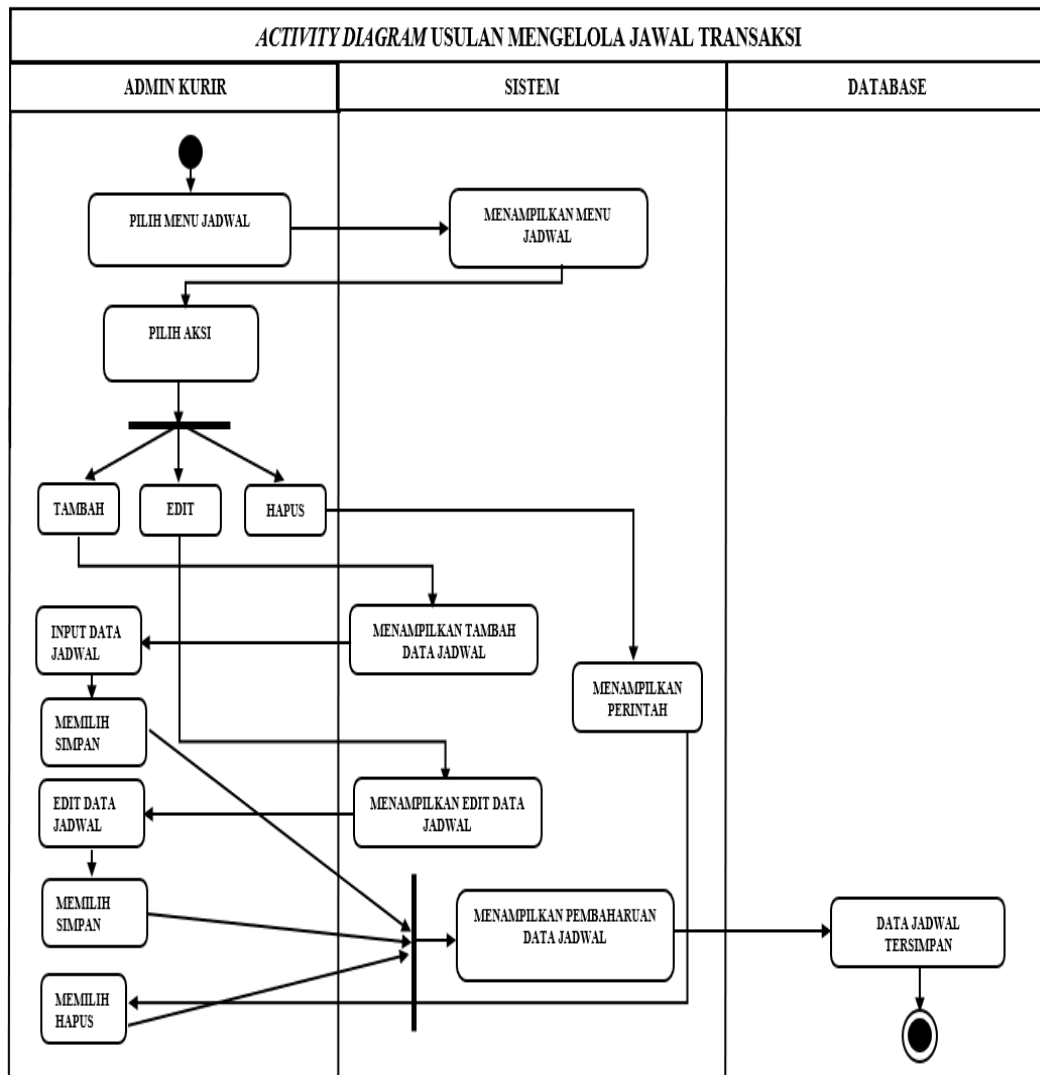 ACTIVITY DIAGRAM USULAN MENGELOLA JAWAL TRANSAKSI
ADMIN KURIR
SISTEM
DATABASE
PILIH MENU JADWAL
MENAMPILKAN MENU
JADWAL
PILIH AKSI
TAMBAH
EDIT
HAPUS
INPUT DATA
JADWAL
MENAMPILKAN TAMBAH
DATA JADWAL
MENAMPILKAN
PERINTAH
MEMILIH
SIMPAN
EDIT DATA
JADWAL
MENAMPILKAN EDIT DATA
JADWAL
MEMILIH
SIMPAN
MENAMPILKAN PEMBAHARUAN
DATA JADWAL
DATA JADWAL
TERSIMPAN
MEMILIH
HAPUS